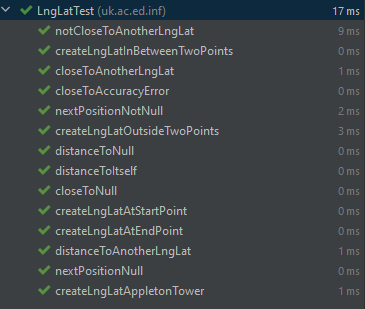 LngLatTest (uk.ac.ed.inf) 17 ms
notCloseToAnotherLngLat 9 ms
createLngLatInBetweenTwoPoints 0 ms
closeToAnotherLngLat 1 ms
closeToAccuracyError 0 ms
nextPositionNotNull 2 ms
createLngLatOutsideTwoPoints 3 ms
distanceToNull 0 ms
distanceToItself 0 ms
closeToNull 0 ms
createLngLatAtStartPoint 0 ms
createLngLatAtEndPoint 0 ms
distanceToAnotherLngLat 1 ms
nextPositionNull 0 ms
createLngLatAppletonTower 1 ms